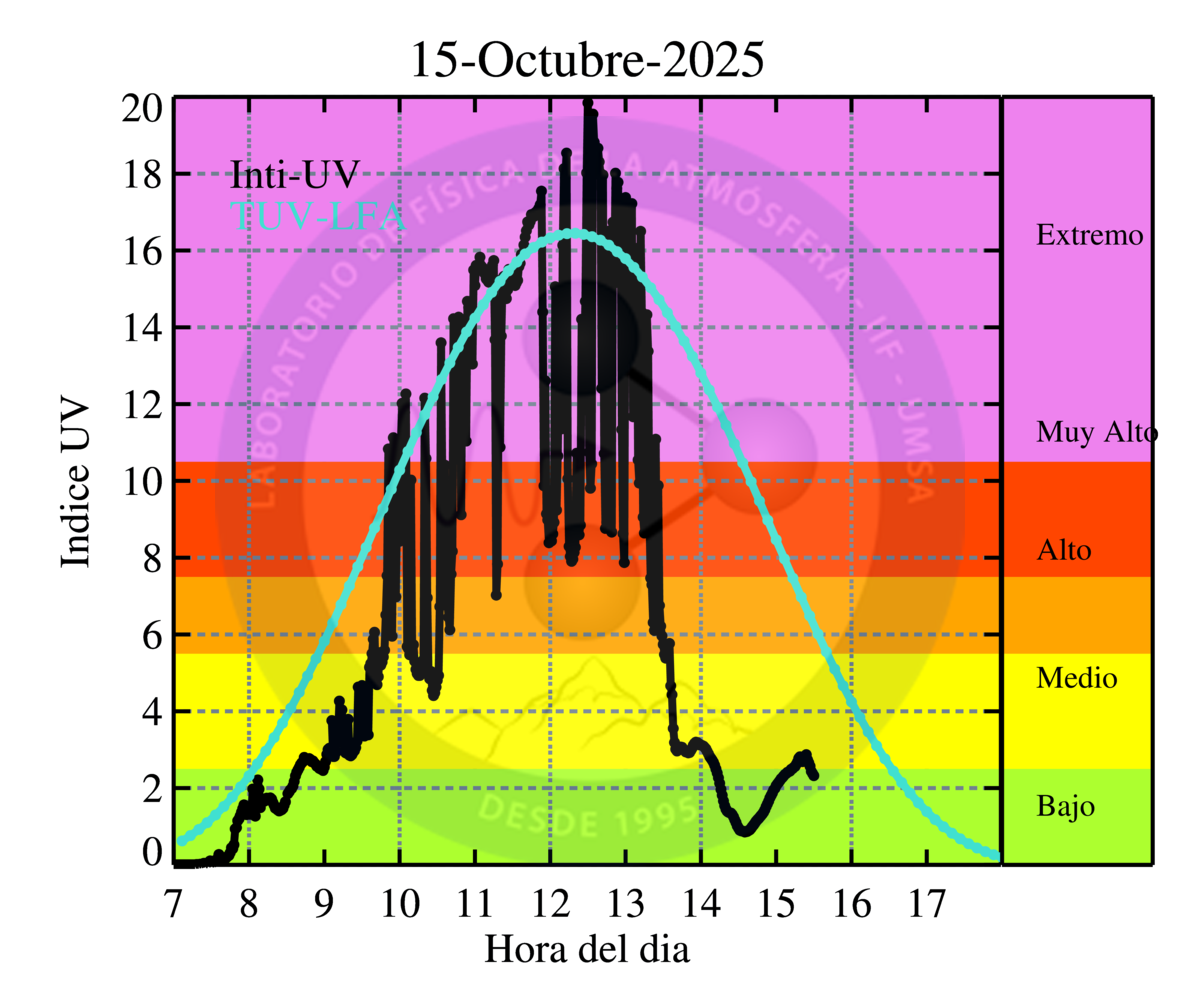 15-Octubre-2025
Inti-UV
TUV-LFA
LABORATORIO DE FÍSICA DE LA ATMÓSFERA - IIF - UMSA
DESDE 1995
Indice UV
20
18
16
14
12
10
8
6
4
2
0
Extremo
Muy Alto
Alto
Medio
Bajo
7 8 9 10 11 12 13 14 15 16 17
Hora del dia